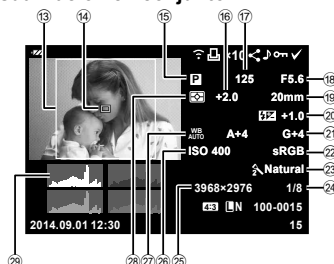 ⑬ ⑭ ⑮ ⑯ ⑰
×10
P 125 F5.6 ⑱
+2.0 20mm ⑲
+1.0 ⑳
WB AUTO A+4 G+4 ㉑
ISO 400 sRGB ㉒
Natural ㉓
3968×2976 1/8 ㉔
4:3 LN 100-0015
2014.09.01 12:30 15
㉙ ㉘ ㉗ ㉖ ㉕